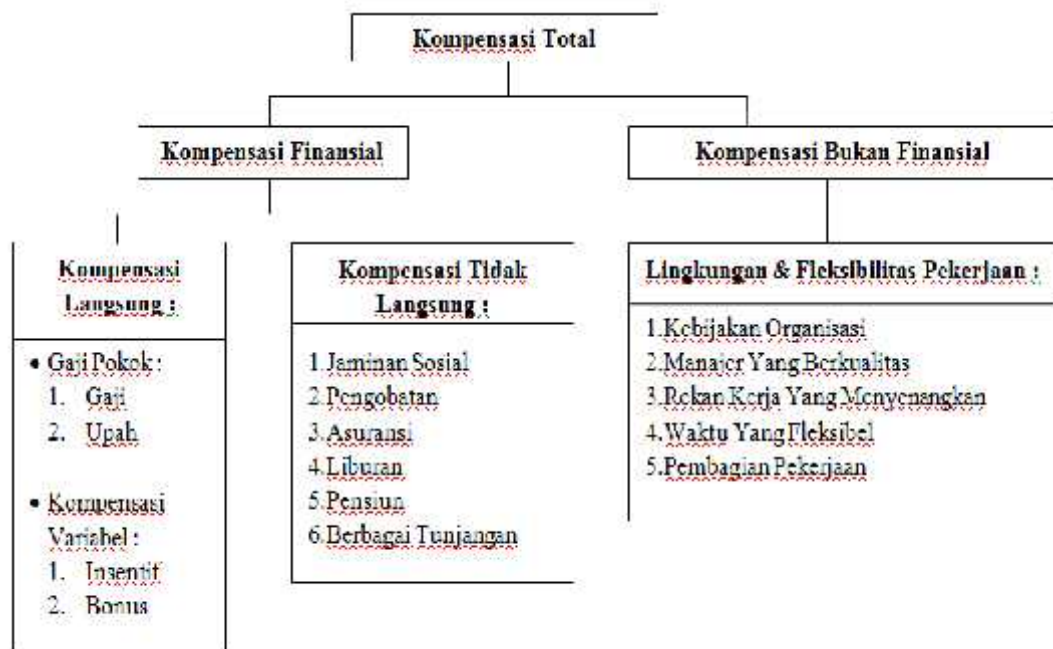 Kompensasi Total
Kompensasi Finansial
Kompensasi Bukan Finansial
Kompensasi
Langsung :
• Gaji Pokok :
1. Gaji
2. Upah
• Kompensasi
Variabel :
1. Insentif
2. Bonus
Kompensasi Tidak
Langsung :
1.Jaminan Sosial
2.Pengobatan
3.Asuransi
4.Liburan
5.Pensiun
6.Berbagai Tunjangan
Lingkungan & Fleksibilitas Pekerjaan :
1.Kebijakan Organisasi
2.Manajer Yang Berkualitas
3.Rekan Kerja Yang Menyenangkan
4.Waktu Yang Fleksibel
5.Pembagian Pekerjaan